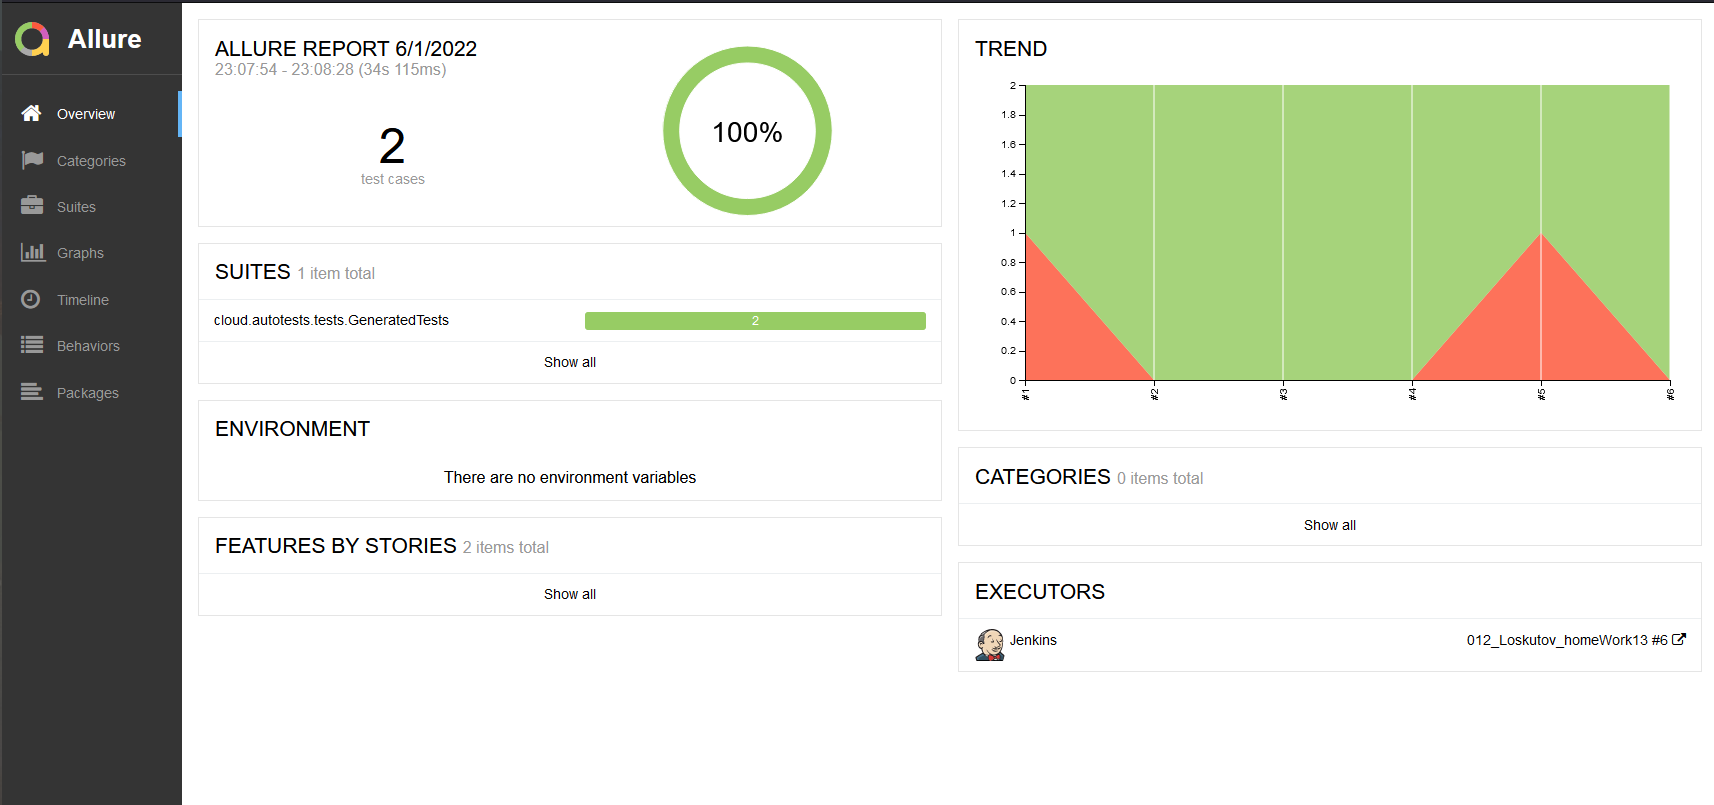 Allure
Overview
Categories
Suites
Graphs
Timeline
Behaviors
Packages
ALLURE REPORT 6/1/2022
23:07:54 - 23:08:28 (34s 115ms)
2
test cases
100%
SUITES 1 item total
cloud.autotests.tests.GeneratedTests 2
Show all
ENVIRONMENT
There are no environment variables
FEATURES BY STORIES 2 items total
Show all
TREND
2
1.8
1.6
1.4
1.2
1
0.8
0.6
0.4
0.2
0
#1 #2 #3 #4 #5 #6
CATEGORIES 0 items total
Show all
EXECUTORS
Jenkins 012_Loskutov_homeWork13 #6